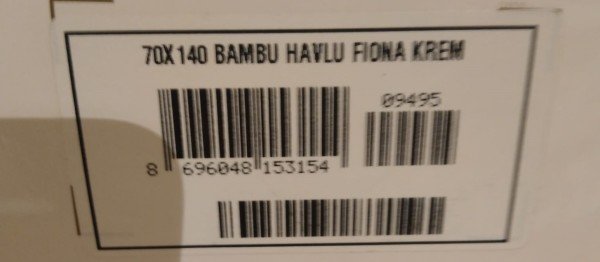 70X140 BAMBU HAVLU FIONA KREM
09495
8 696048 153154